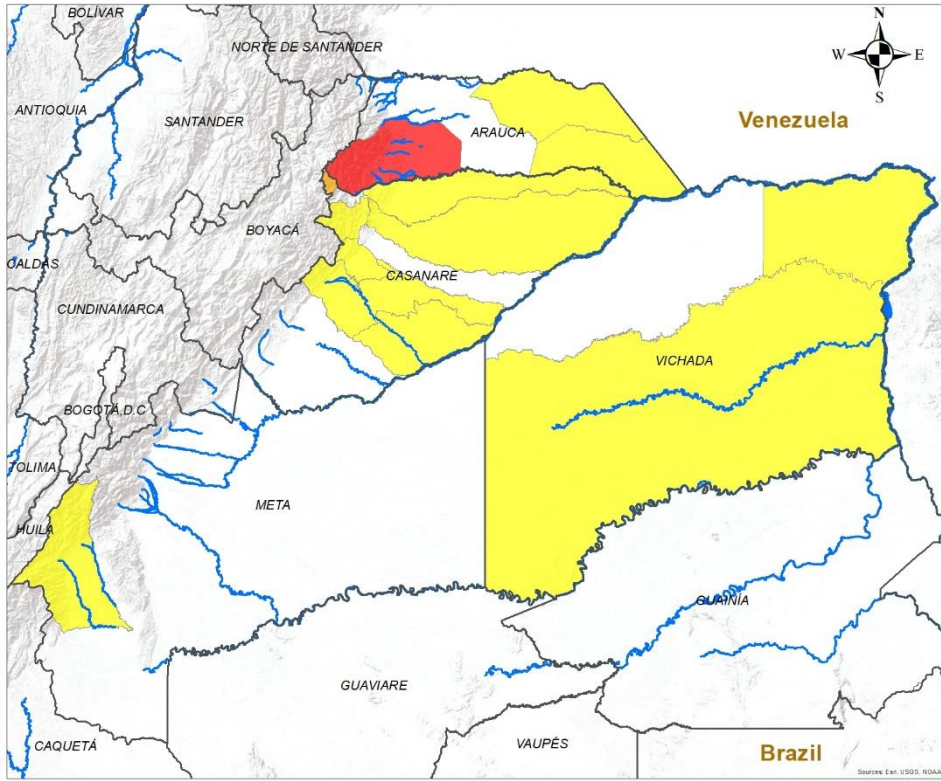 BOLÍVAR
N
NORTE DE SANTANDER
W
E
S
ANTIOQUIA
SANTANDER
ARAUCA
Venezuela
BOYACÁ
CALDAS
CASANARE
CUNDINAMARCA
VICHADA
BOGOTÁ,D.C
TOLIMA
META
HUILA
GUAINÍA
GUAVIARE
CAQUETÁ
VAUPÉS
Brazil
Sources: Esri, USGS, NOAA